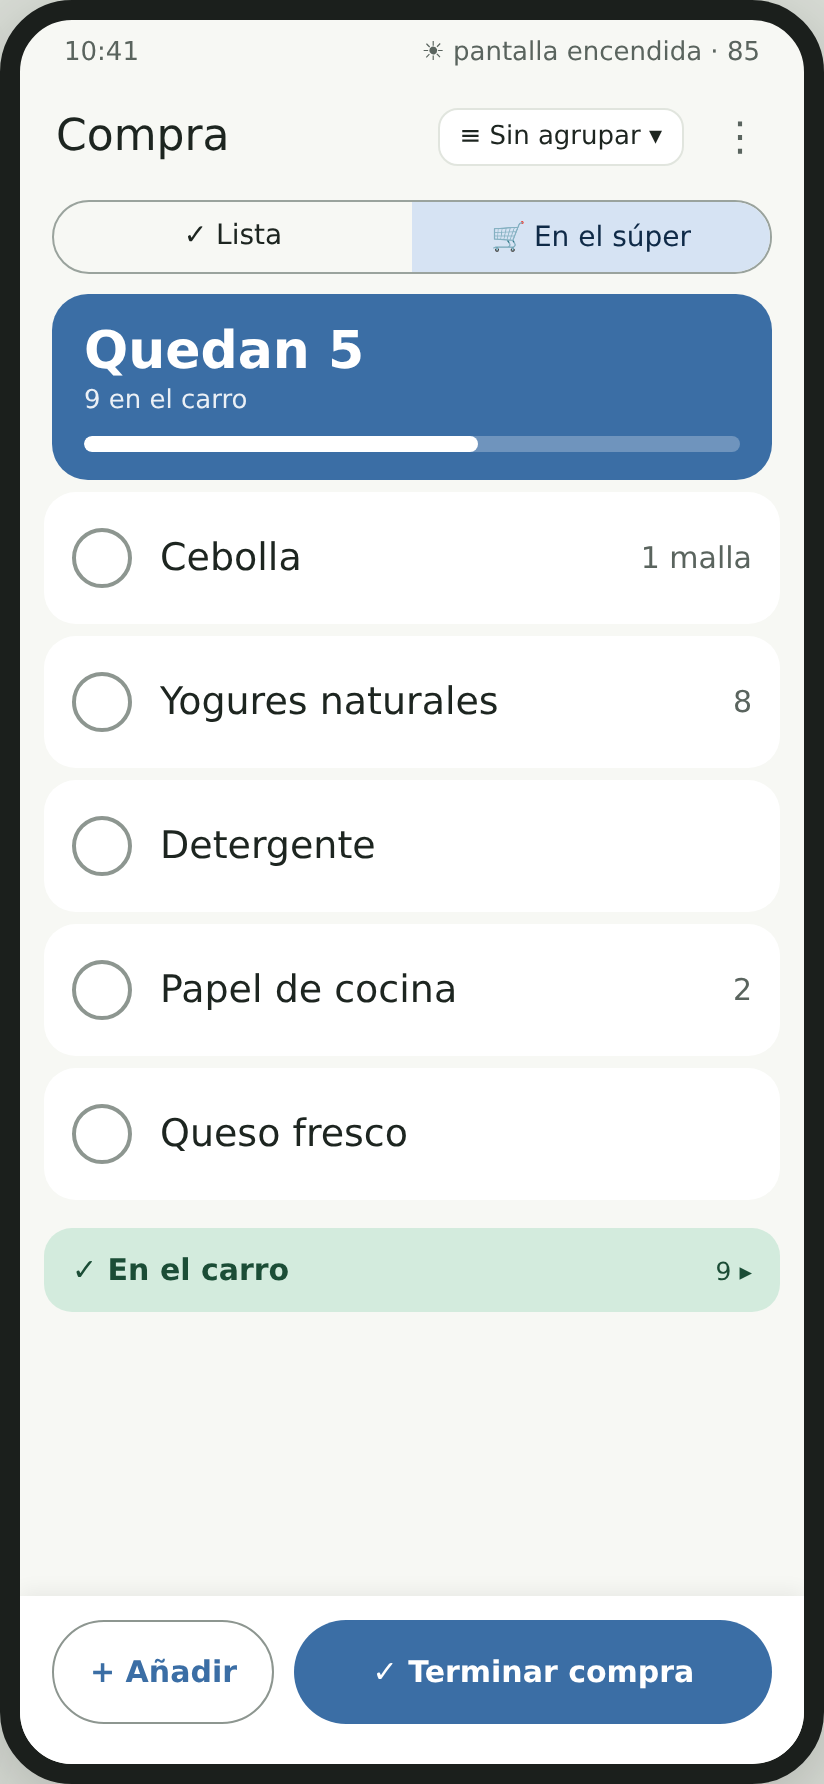 10:41 ☀ pantalla encendida · 85
Compra ≡ Sin agrupar ▾ ⋮
✓ Lista 🛒 En el súper
Quedan 5
9 en el carro
Cebolla 1 malla
Yogures naturales 8
Detergente
Papel de cocina 2
Queso fresco
✓ En el carro 9 ▸
+ Añadir ✓ Terminar compra